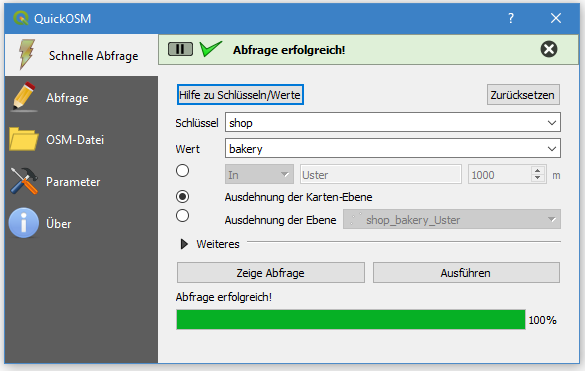 QuickOSM
Schnelle Abfrage
Abfrage
OSM-Datei
Parameter
Über
Abfrage erfolgreich!
Hilfe zu Schlüsseln/Werte
Zurücksetzen
Schlüssel shop
Wert bakery
In Uster 1000 m
Ausdehnung der Karten-Ebene
Ausdehnung der Ebene shop_bakery_Uster
Weiteres
Zeige Abfrage Ausführen
Abfrage erfolgreich!
100%